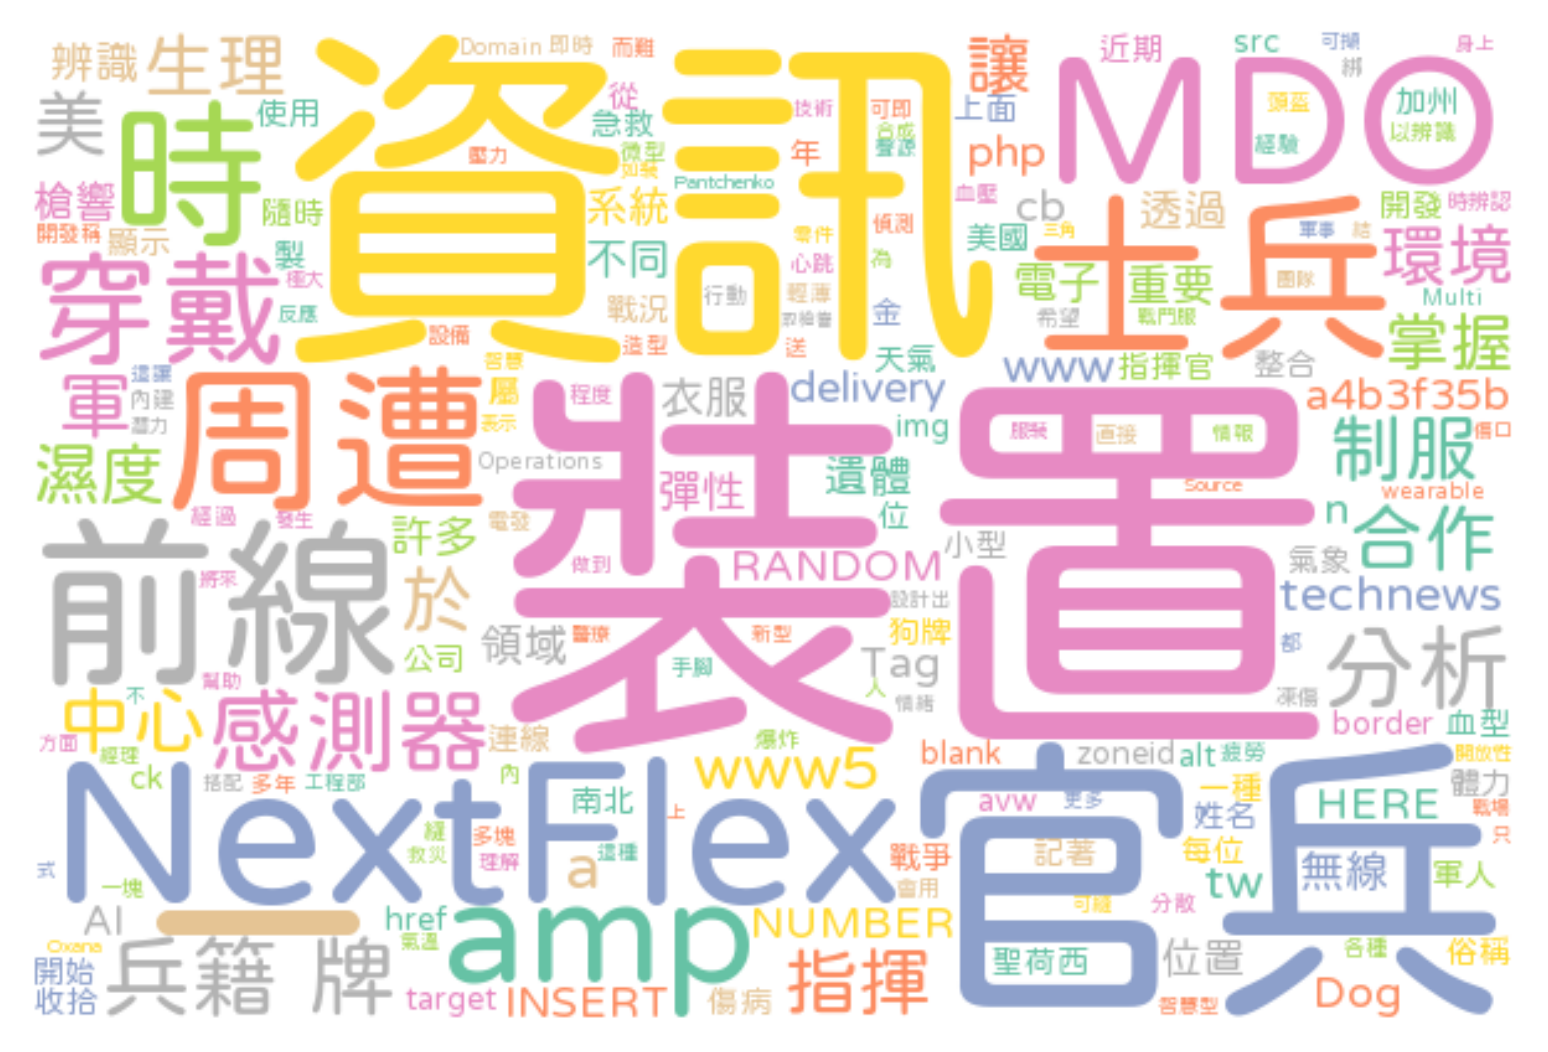 Domain 即時 而難
辨識 生理
資訊
讓 MDO
近期 src 可攜 綁 身上
美 時 使用
從 急救 技術 可即 上面 頭盔 加州
微型 合成 聲源 經驗 以辨識
壓力 如裝 年 php
Pantchenko
槍響 隨時 系統 血壓 cb 透過 開發 時辨認
開發稱 顯示 製 不同 零件 偵測 美國 三角 軍事 結
士兵 環境
穿戴 極大 心跳 為 電子 重要 團隊
反應 戰況 行動 輕薄 金 希望 戰鬥服 Multi
設備 造型 送 天氣 掌握
智慧 www 指揮官 整合
軍 這讓 內建 潛力 周遭 屬 表示
程度 衣服 delivery a4b3f35b
裝置
img 服裝 直接 情報 制服 傷口
濕度 Operations 彈性 遺體 Source wearable
經過 發生 電發 位 n 合作
前線 許多 將來 做到 RANDOM 小型 氣象
於 設計出 technews
領域 醫療 新型 狗牌 都 分析
公司 手腳 Tag 人
幫助 情緒 凍傷
中心 不 感測器 連線 border 血型
方面 經理 爆炸 blank zoneid alt 疲勞 開放性
ck 搭配 多年 工程部 內 www5 一種 體力
NextFlex 南北 上 官兵 avw 更多 姓名 HERE 戰場
縫 救災 多塊 理解 這種 戰爭 記著 每位 只
式 一塊 a 會用 tw 無線 軍人
AI 一 href amp NUMBER 可縫 分散
Oxana 氣溫 聖荷西 位置 各種 俗稱
開始 兵籍 牌 指揮
收拾 target INSERT 傷病 智慧型 Dog